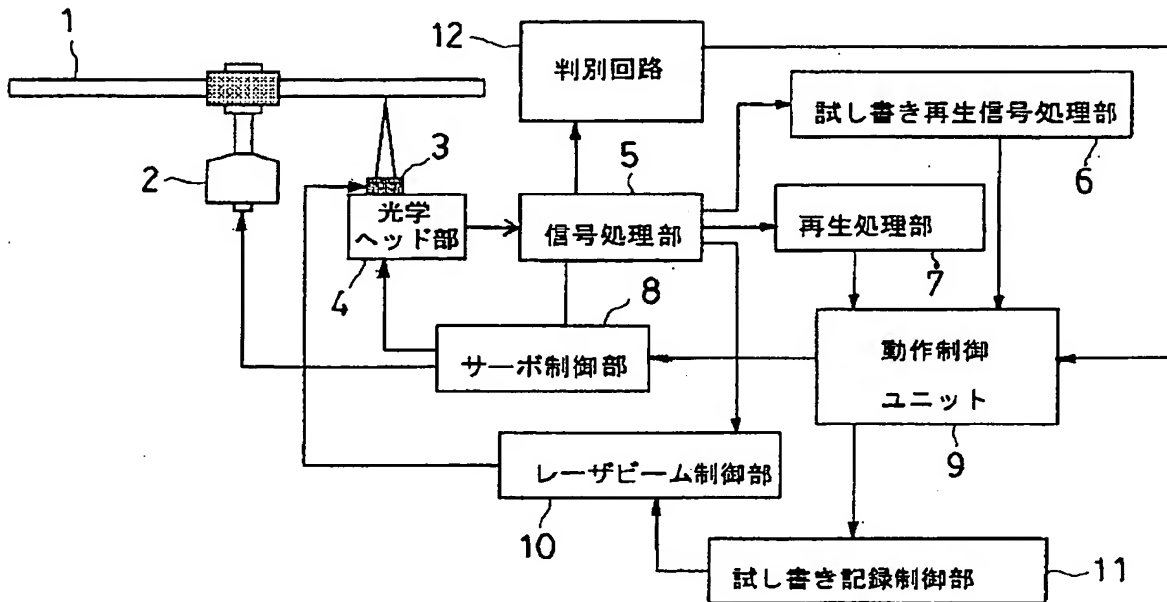 1
12
判別回路
試し書き再生信号処理部
6
2
3
光学
ヘッド部
4
5
信号処理部
再生処理部
7
8
サーボ制御部
動作制御
ユニット
9
レーザビーム制御部
10
試し書き記録制御部
11